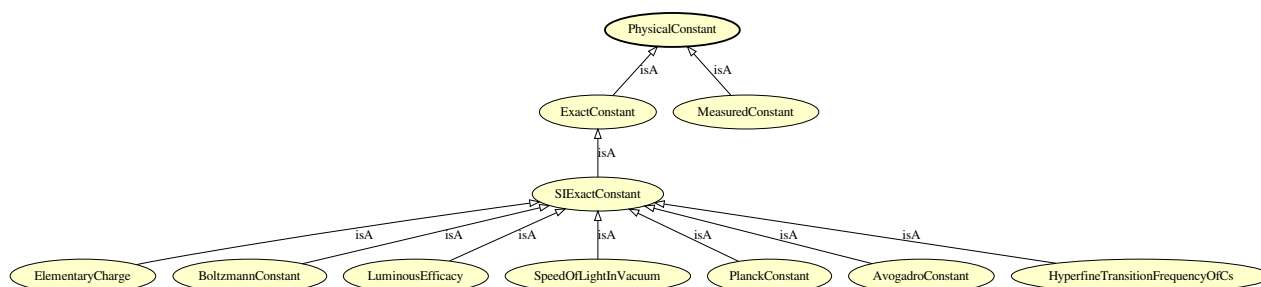 PhysicalConstant
isA
isA
ExactConstant
MeasuredConstant
isA
SIExactConstant
isA
isA
isA
isA
isA
isA
isA
ElementaryCharge
BoltzmannConstant
LuminousEfficacy
SpeedOfLightInVacuum
PlanckConstant
AvogadroConstant
HyperfineTransitionFrequencyOfCs